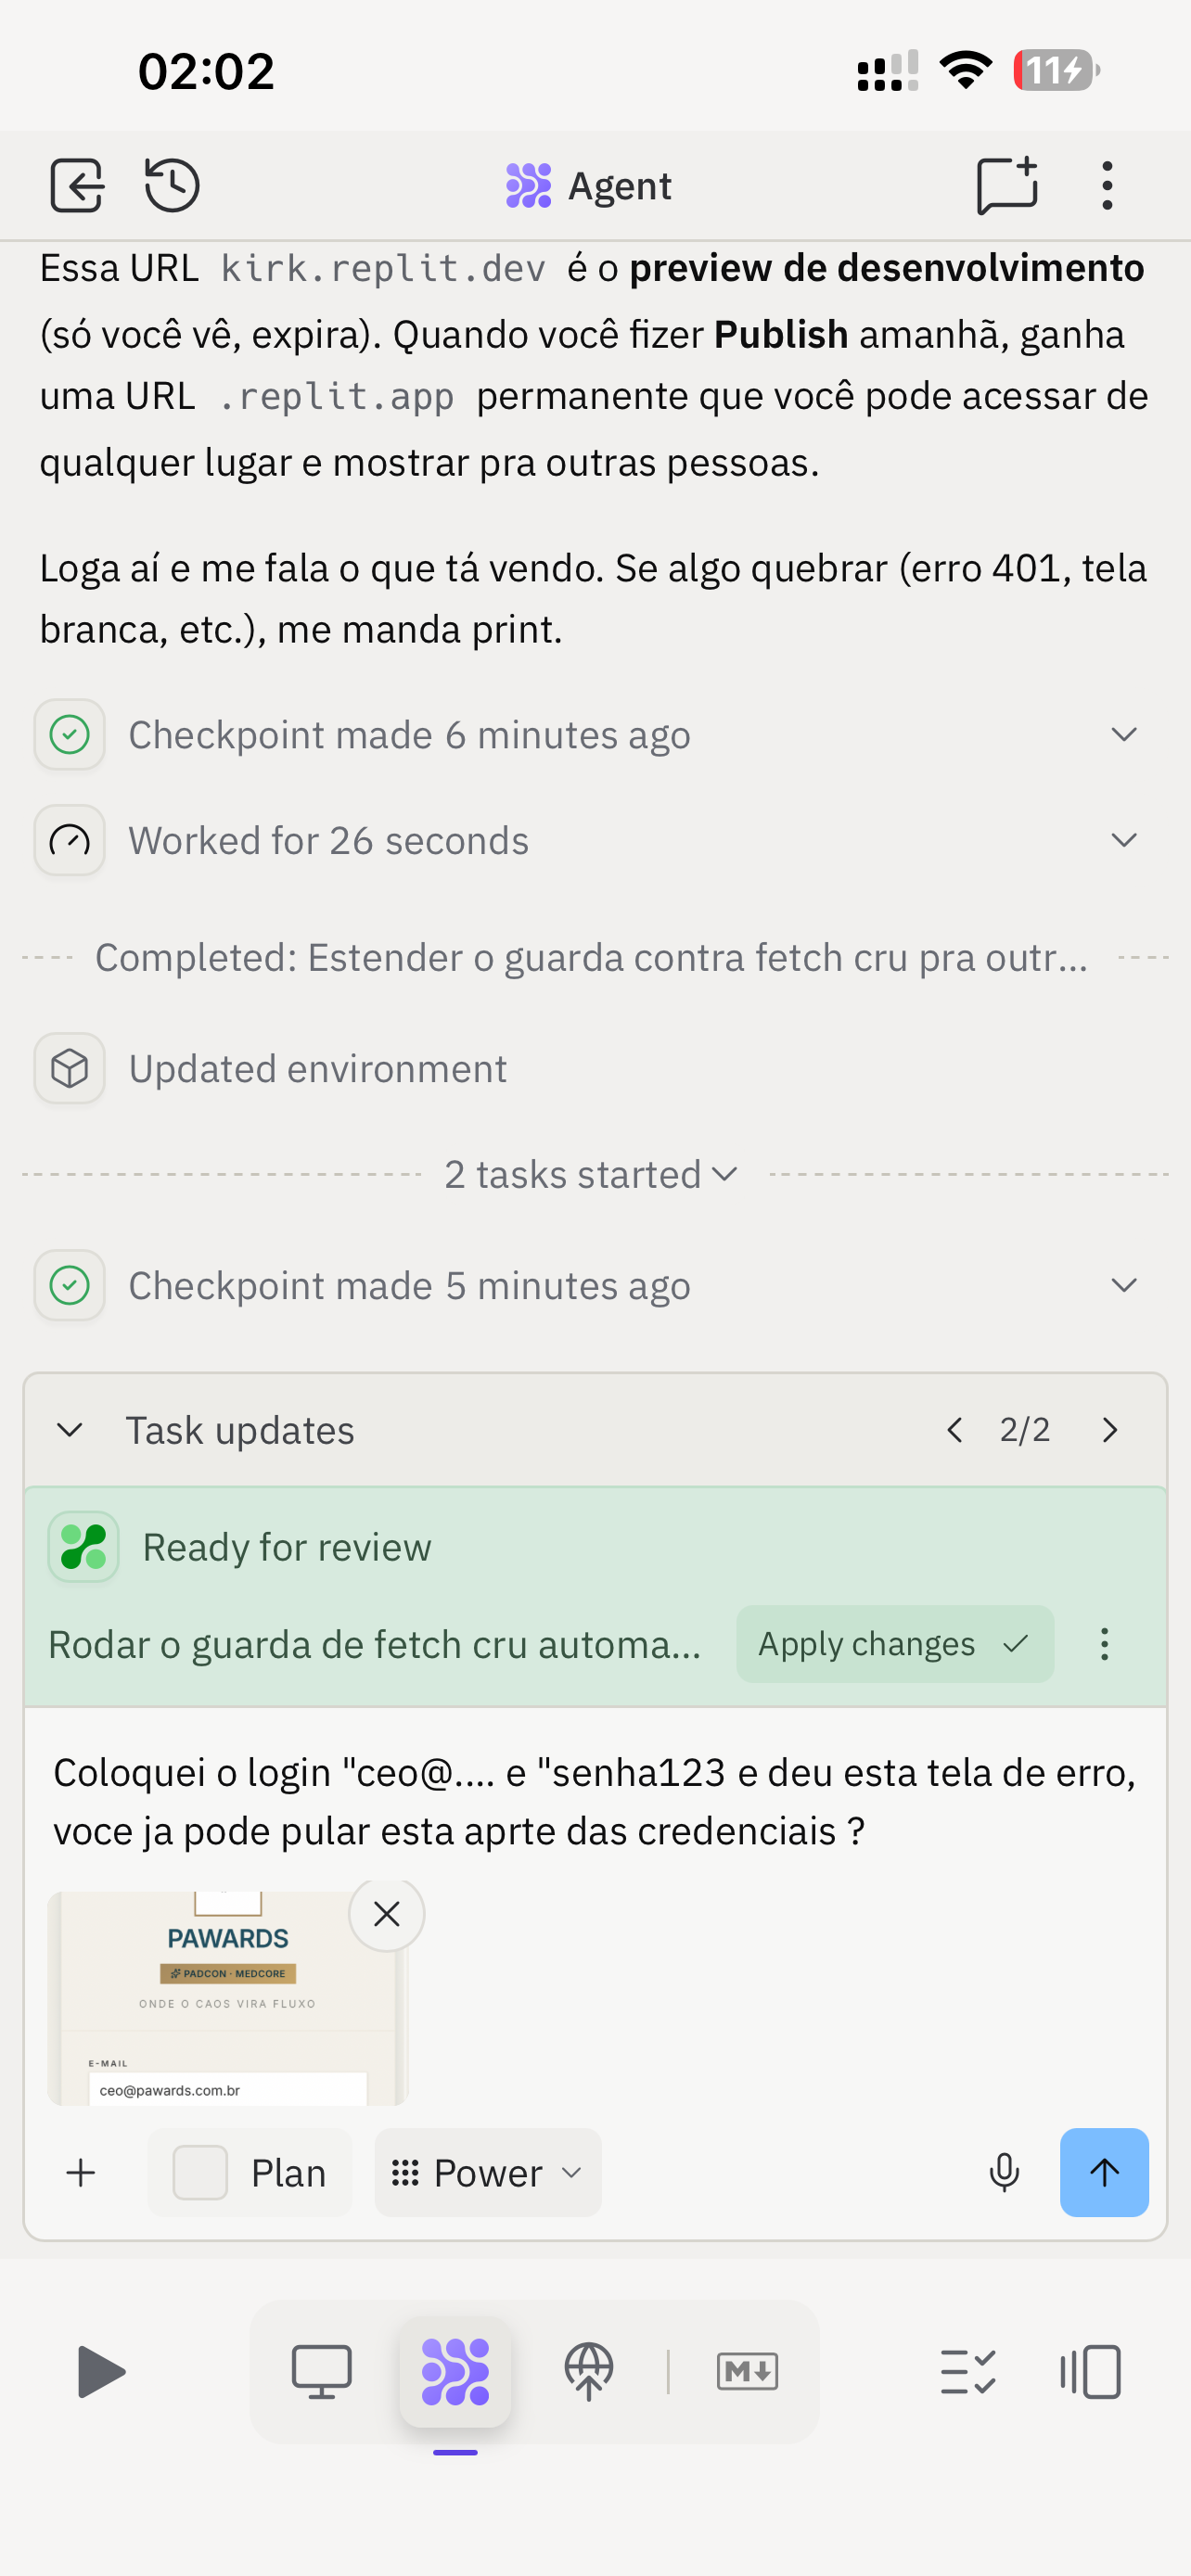 02:02
11
Agent
Essa URL kirk.replit.dev é o preview de desenvolvimento
(só você vê, expira). Quando você fizer Publish amanhã, ganha
uma URL .replit.app permanente que você pode acessar de
qualquer lugar e mostrar pra outras pessoas.
Loga aí e me fala o que tá vendo. Se algo quebrar (erro 401, tela
branca, etc.), me manda print.
Checkpoint made 6 minutes ago
Worked for 26 seconds
Completed: Estender o guarda contra fetch cru pra outr...
Updated environment
2 tasks started
Checkpoint made 5 minutes ago
Task updates
2/2
Ready for review
Rodar o guarda de fetch cru automa...
Apply changes
Coloquei o login "ceo@.... e "senha123 e deu esta tela de erro,
voce ja pode pular esta aprte das credenciais ?
PAWARDS
PADCON · MEDCORE
ONDE O CAOS VIRA FLUXO
E-MAIL
ceo@pawards.com.br
Plan
Power
M